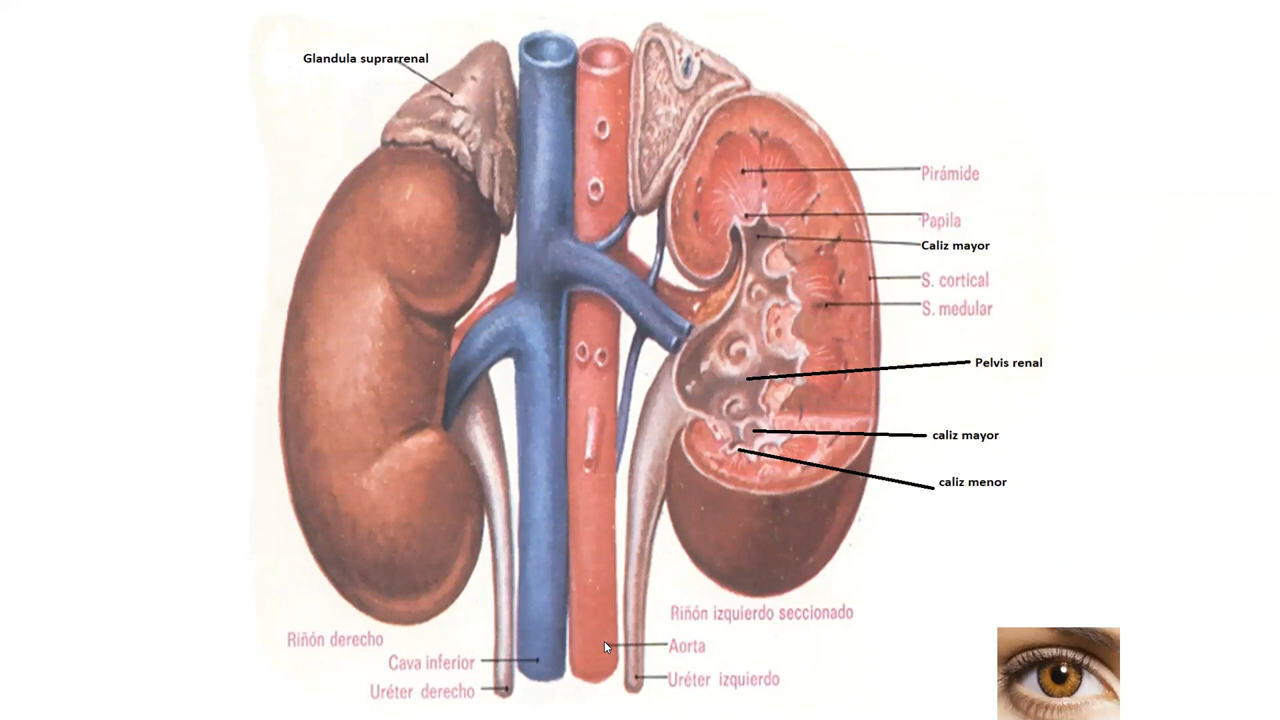 Glandula suprarrenal
Pirámide
Papila
Caliz mayor
S. cortical
S. medular
Pelvis renal
caliz mayor
caliz menor
Riñón izquierdo seccionado
Riñón derecho
Aorta
Cava inferior
Uréter izquierdo
Uréter derecho